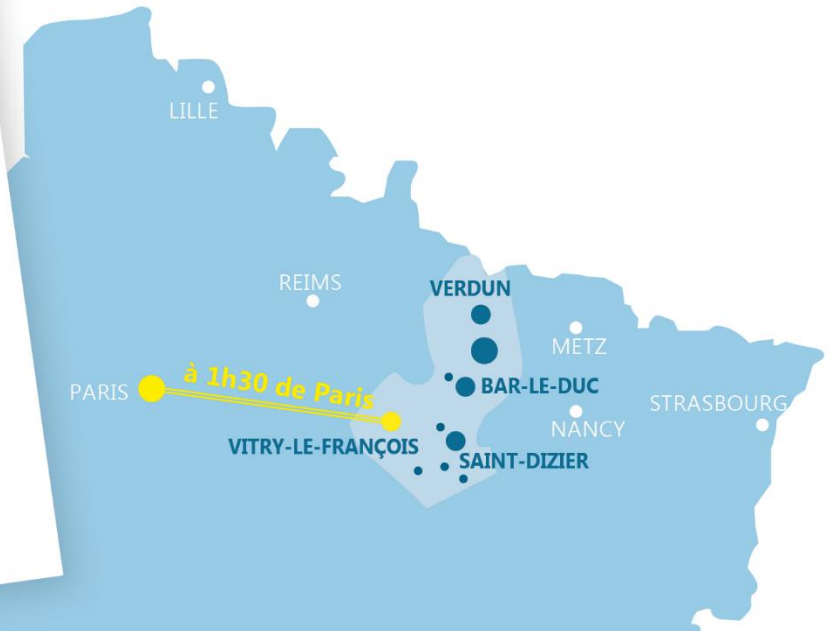 LILLE
REIMS
VERDUN
METZ
PARIS
à 1h30 de Paris
BAR-LE-DUC
STRASBOURG
NANCY
VITRY-LE-FRANÇOIS
SAINT-DIZIER